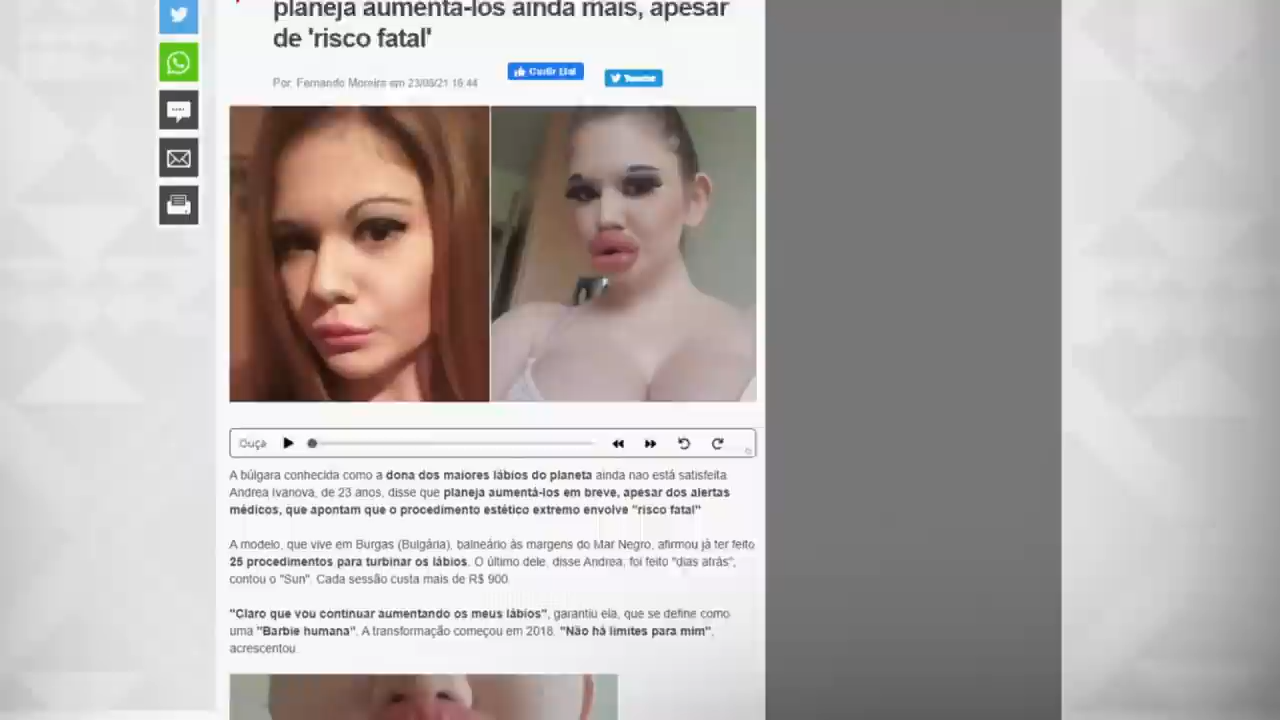 planeja aumentá-los ainda mais, apesar
de 'risco fatal'
Por: Fernando Moreira em 23/08/21 16:44
Curtir
Tweetar
Ouça
A búlgara conhecida como a dona dos maiores lábios do planeta ainda nao está satisfeita.
Andrea Ivanova, de 23 anos, disse que planeja aumentá-los em breve, apesar dos alertas
médicos, que apontam que o procedimento estético extremo envolve "risco fatal"
A modelo, que vive em Burgas (Bulgária), balneário às margens do Mar Negro, afirmou já ter feito
25 procedimentos para turbinar os lábios. O último dele, disse Andrea, foi feito "dias atrás",
contou o "Sun". Cada sessão custa mais de R$ 900.
"Claro que vou continuar aumentando os meus lábios", garantiu ela, que se define como
uma "Barbie humana". A transformação começou em 2018. "Não há limites para mim",
acrescentou.